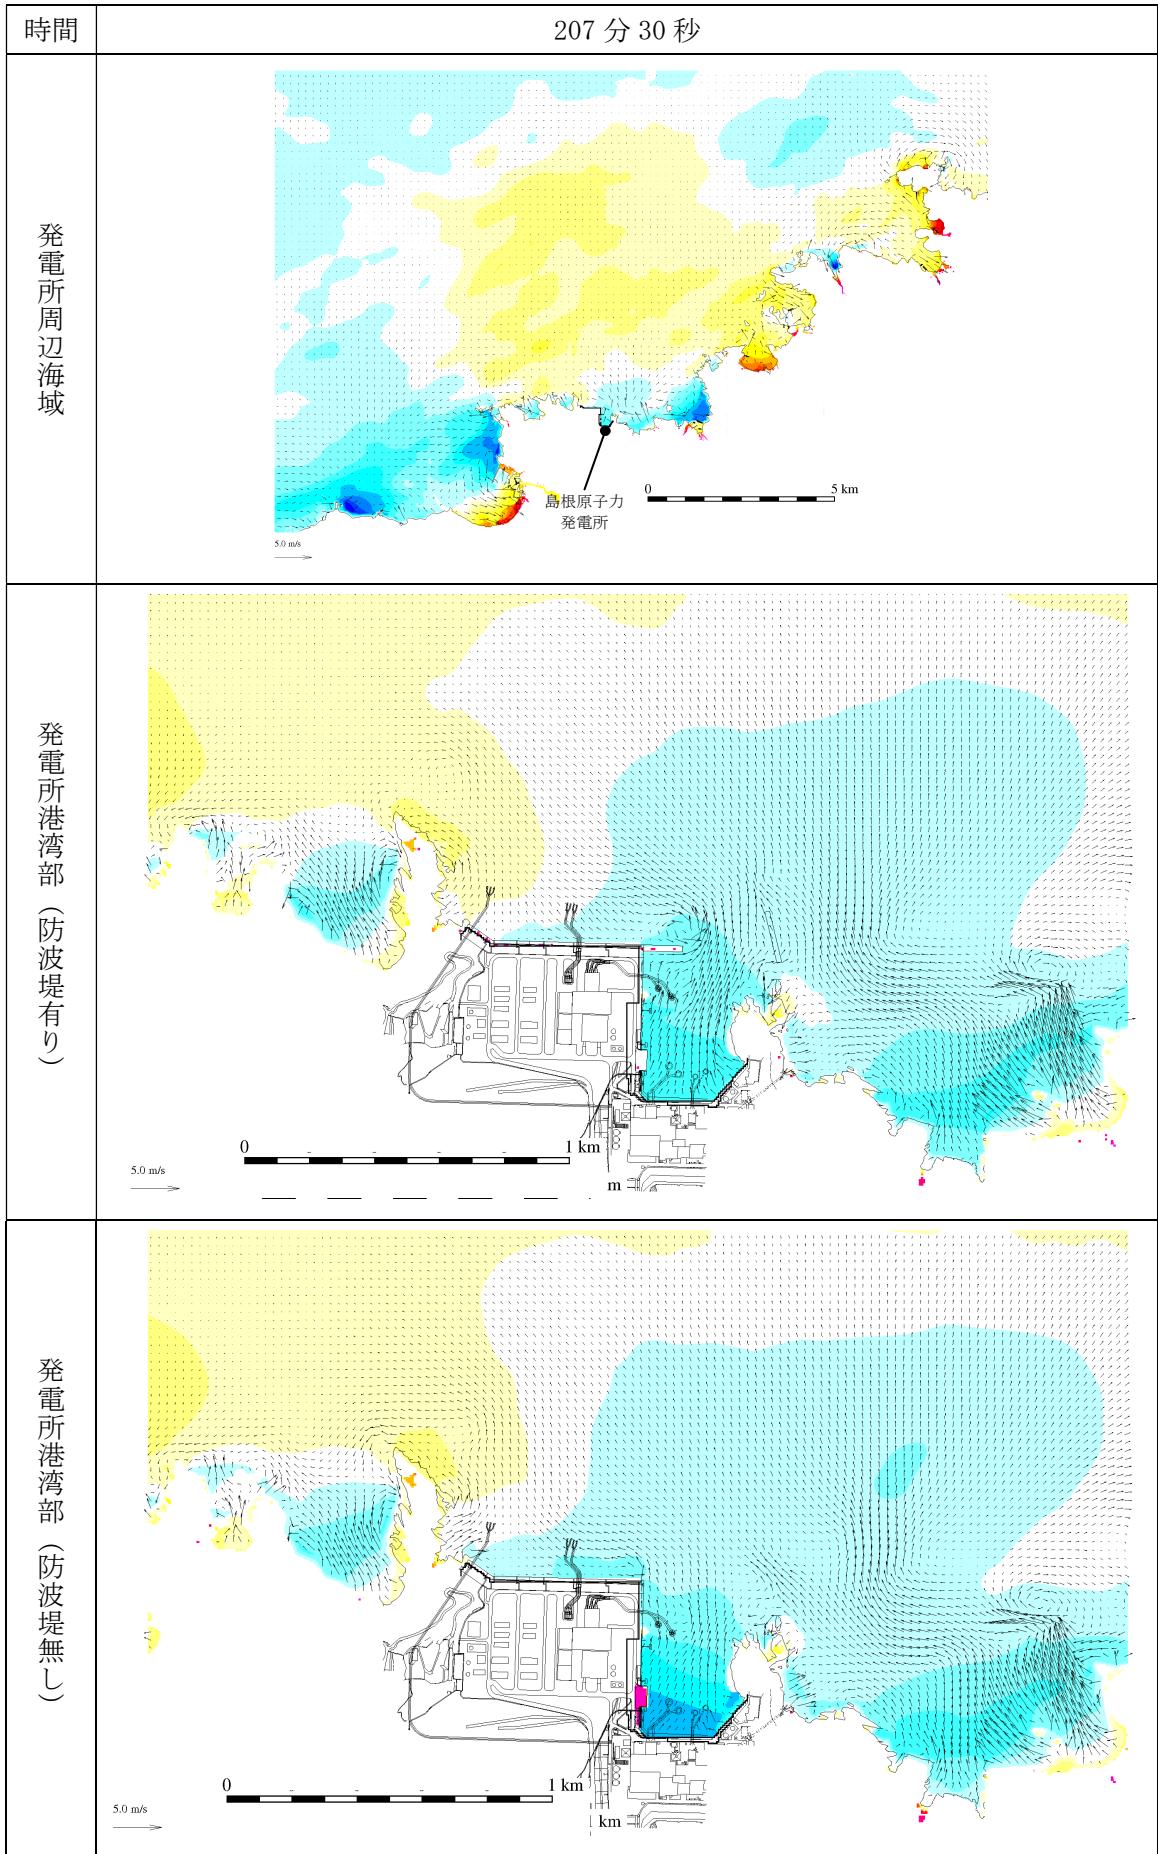 時間
207 分 30 秒
発電所周辺海域
島根原子力
発電所
0
5 km
5.0 m/s
発電所港湾部（防波堤有り）
0
1 km
5.0 m/s
m
発電所港湾部（防波堤無し）
0
1 km
5.0 m/s
km